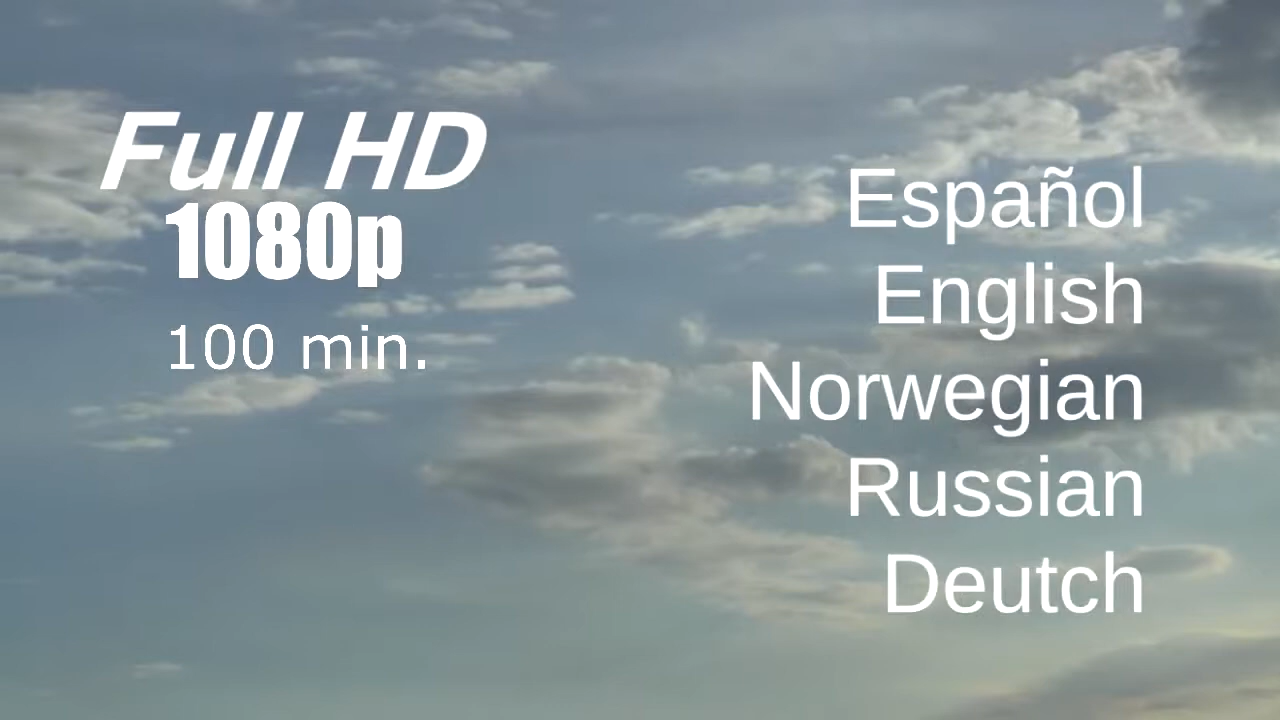 Full HD
1080p
100 min.
Español
English
Norwegian
Russian
Deutch